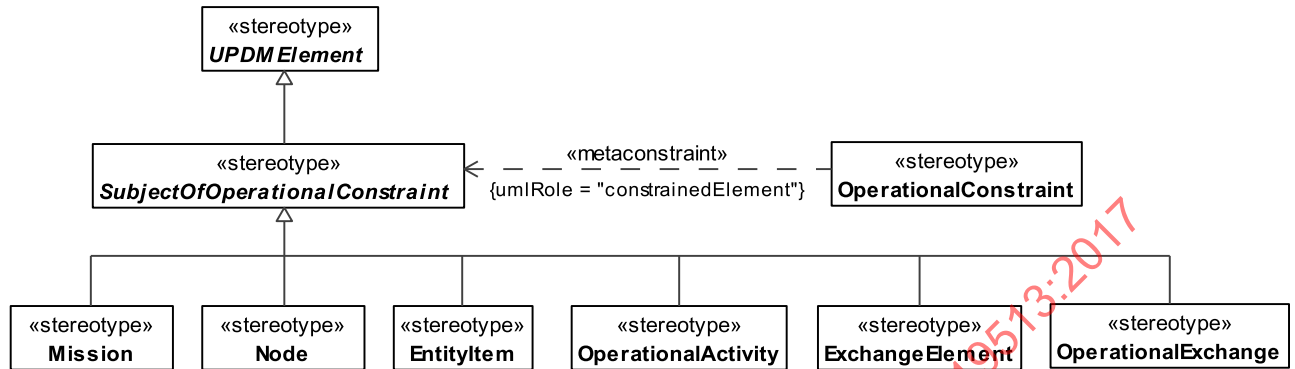 «stereotype»
UPDMElement
«stereotype»
SubjectOfOperationalConstraint
«metaconstraint»
{umlRole = "constrainedElement"}
«stereotype»
OperationalConstraint
«stereotype»
Mission
«stereotype»
Node
«stereotype»
EntityItem
«stereotype»
OperationalActivity
«stereotype»
ExchangeElement
«stereotype»
OperationalExchange
19513:2017